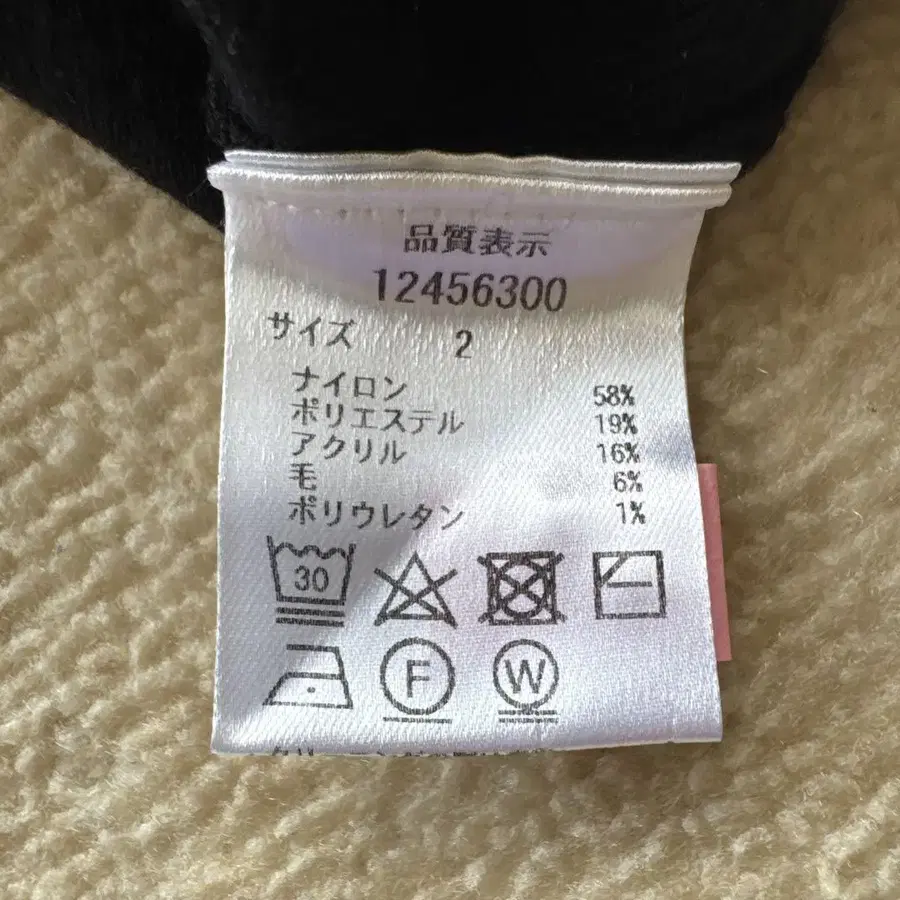 品質表示
12456300
サイズ 2
ナイロン 58%
ポリエステル 19%
アクリル 16%
毛 6%
ポリウレタン 1%
30
F
W